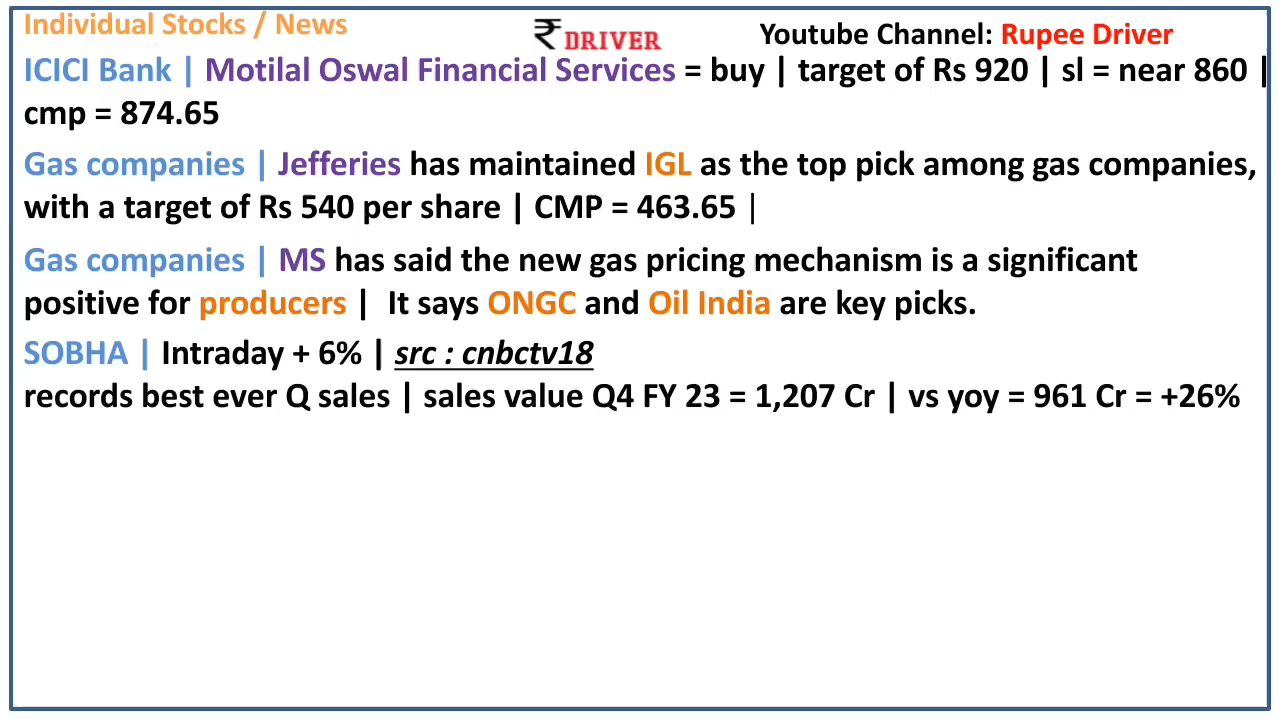 Individual Stocks / News
₹ DRIVER
Youtube Channel: Rupee Driver
ICICI Bank | Motilal Oswal Financial Services = buy | target of Rs 920 | sl = near 860 |
cmp = 874.65
Gas companies | Jefferies has maintained IGL as the top pick among gas companies,
with a target of Rs 540 per share | CMP = 463.65 |
Gas companies | MS has said the new gas pricing mechanism is a significant
positive for producers | It says ONGC and Oil India are key picks.
SOBHA | Intraday + 6% | src : cnbctv18
records best ever Q sales | sales value Q4 FY 23 = 1,207 Cr | vs yoy = 961 Cr = +26%